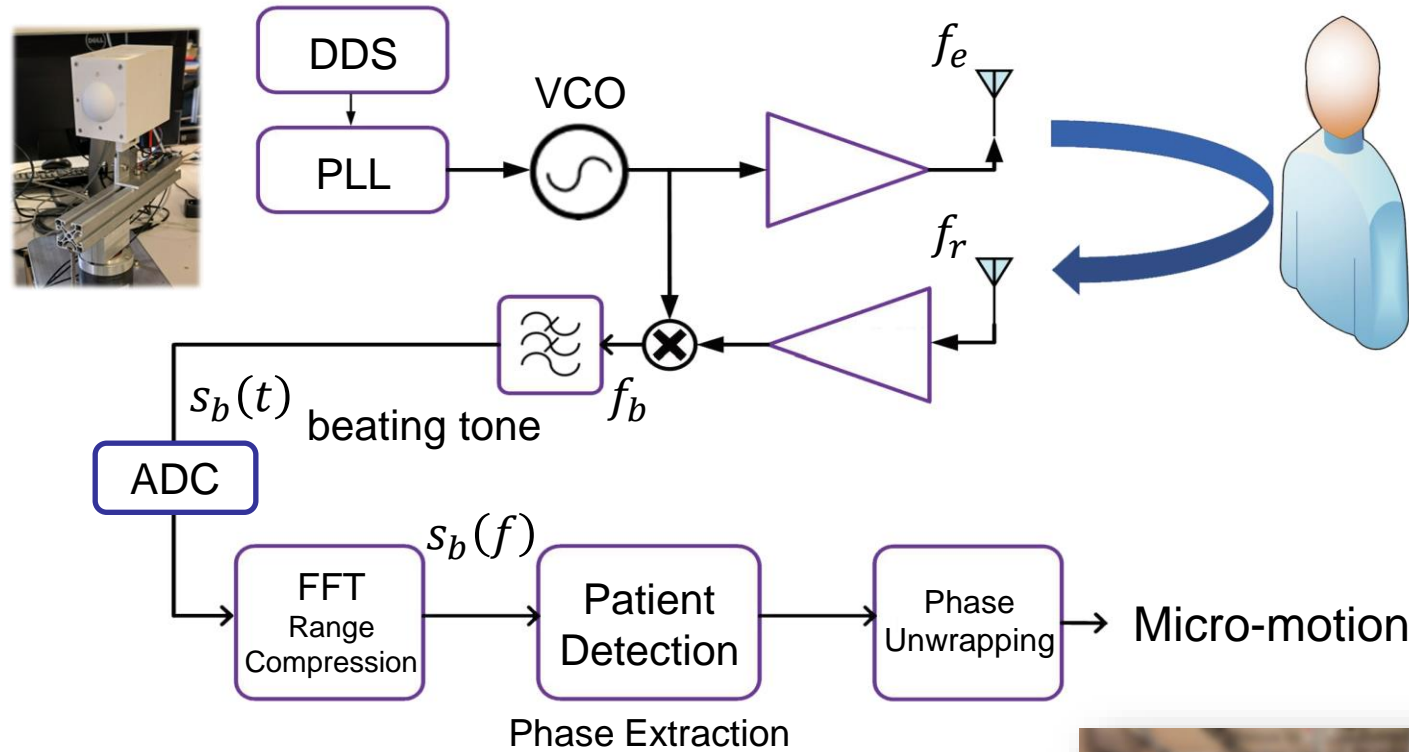 DDS
VCO
PLL
f_e
f_r
s_b(t)
f_b
beating tone
ADC
s_b(f)
FFT
Range
Compression
Patient
Detection
Phase
Unwrapping
Micro-motion
Phase Extraction
DELL